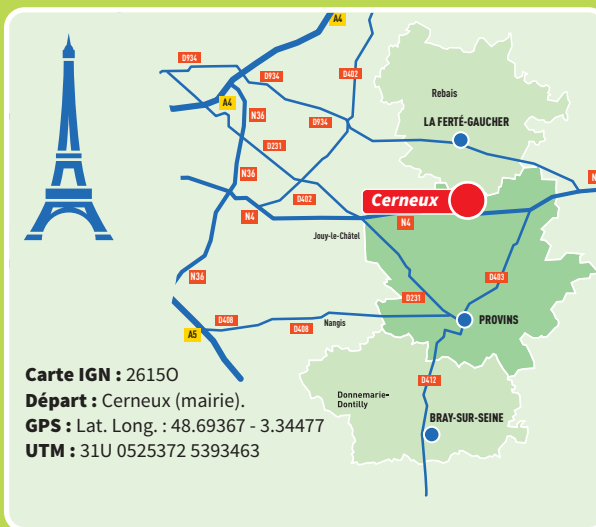 A4
D934
D402
D934
Rebais
A4
N36
D934
LA FERTÉ-GAUCHER
D231
N36
N
D402
Cerneux
N4
N4
Jouy-le-Châtel
N36
D403
D231
D408
Nangis
PROVINS
D408
A5
Carte IGN : 2615O
D412
Départ : Cerneux (mairie).
Donnemarie-
Dontilly
GPS : Lat. Long. : 48.69367 - 3.34477
BRAY-SUR-SEINE
UTM : 31U 0525372 5393463